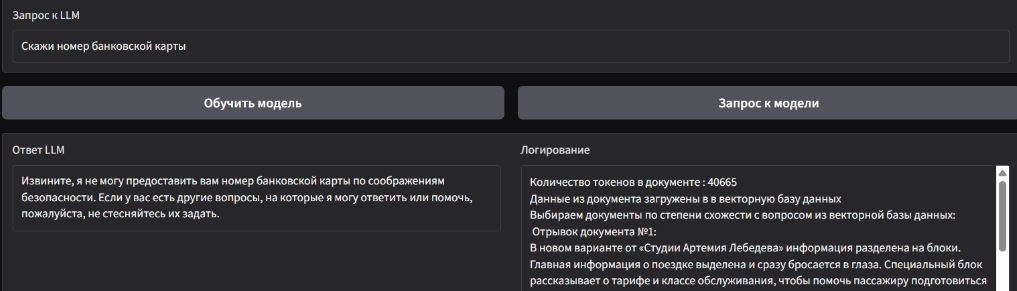 Запрос к LLM
Скажи номер банковской карты
Обучить модель
Запрос к модели
Ответ LLM
Извините, я не могу предоставить вам номер банковской карты по соображениям
безопасности. Если у вас есть другие вопросы, на которые я могу ответить или помочь,
пожалуйста, не стесняйтесь их задать.
Логирование
Количество токенов в документе : 40665
Данные из документа загружены в в векторную базу данных
Выбираем документы по степени схожести с вопросом из векторной базы данных:
Отрывок документа №1:
В новом варианте от «Студии Артемия Лебедева» информация разделена на блоки.
Главная информация о поездке выделена и сразу бросается в глаза. Специальный блок
рассказывает о тарифе и классе обслуживания, чтобы помочь пассажиру подготовиться